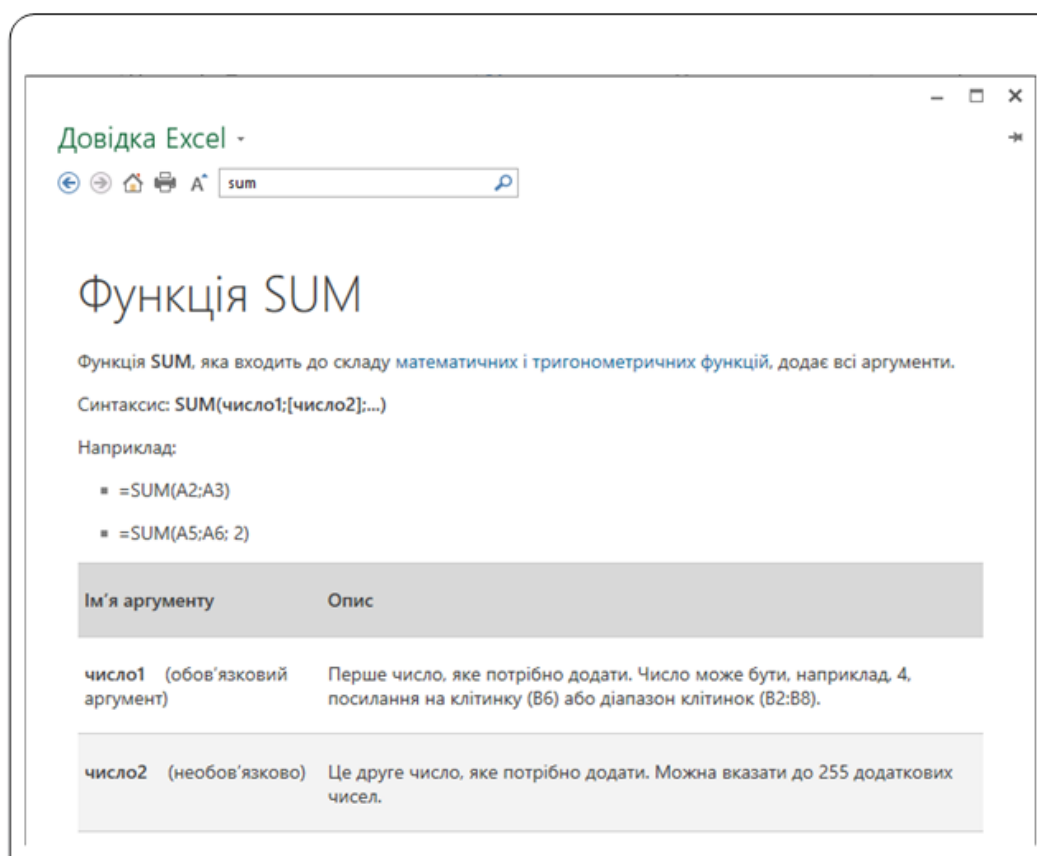 Довідка Excel
sum
Функція SUM
Функція SUM, яка входить до складу математичних і тригонометричних функцій, додає всі аргументи.
Синтаксис: SUM(число1;[число2];...)
Наприклад:
=SUM(A2;A3)
=SUM(A5;A6; 2)
Ім’я аргументу Опис
число1 (обов’язковий Перше число, яке потрібно додати. Число може бути, наприклад, 4,
аргумент) посилання на клітинку (B6) або діапазон клітинок (B2:B8).
число2 (необов’язково) Це друге число, яке потрібно додати. Можна вказати до 255 додаткових
чисел.